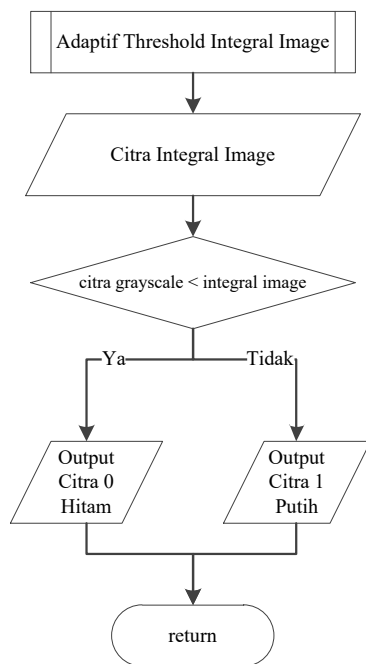 Adaptif Threshold Integral Image
Citra Integral Image
citra grayscale < integral image
Ya
Tidak
Output
Citra 0
Hitam
Output
Citra 1
Putih
return